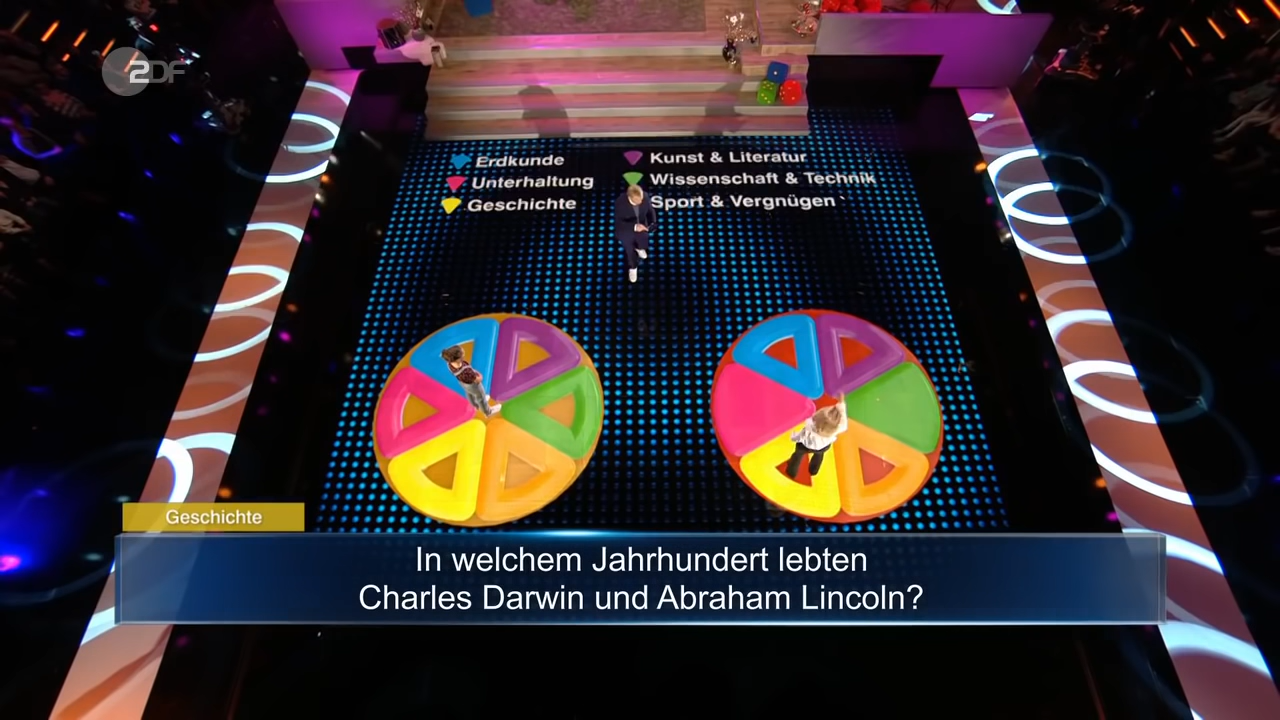 ZDF
Erdkunde
Kunst & Literatur
Unterhaltung
Wissenschaft & Technik
Geschichte
Sport & Vergnügen
Geschichte
In welchem Jahrhundert lebten
Charles Darwin und Abraham Lincoln?